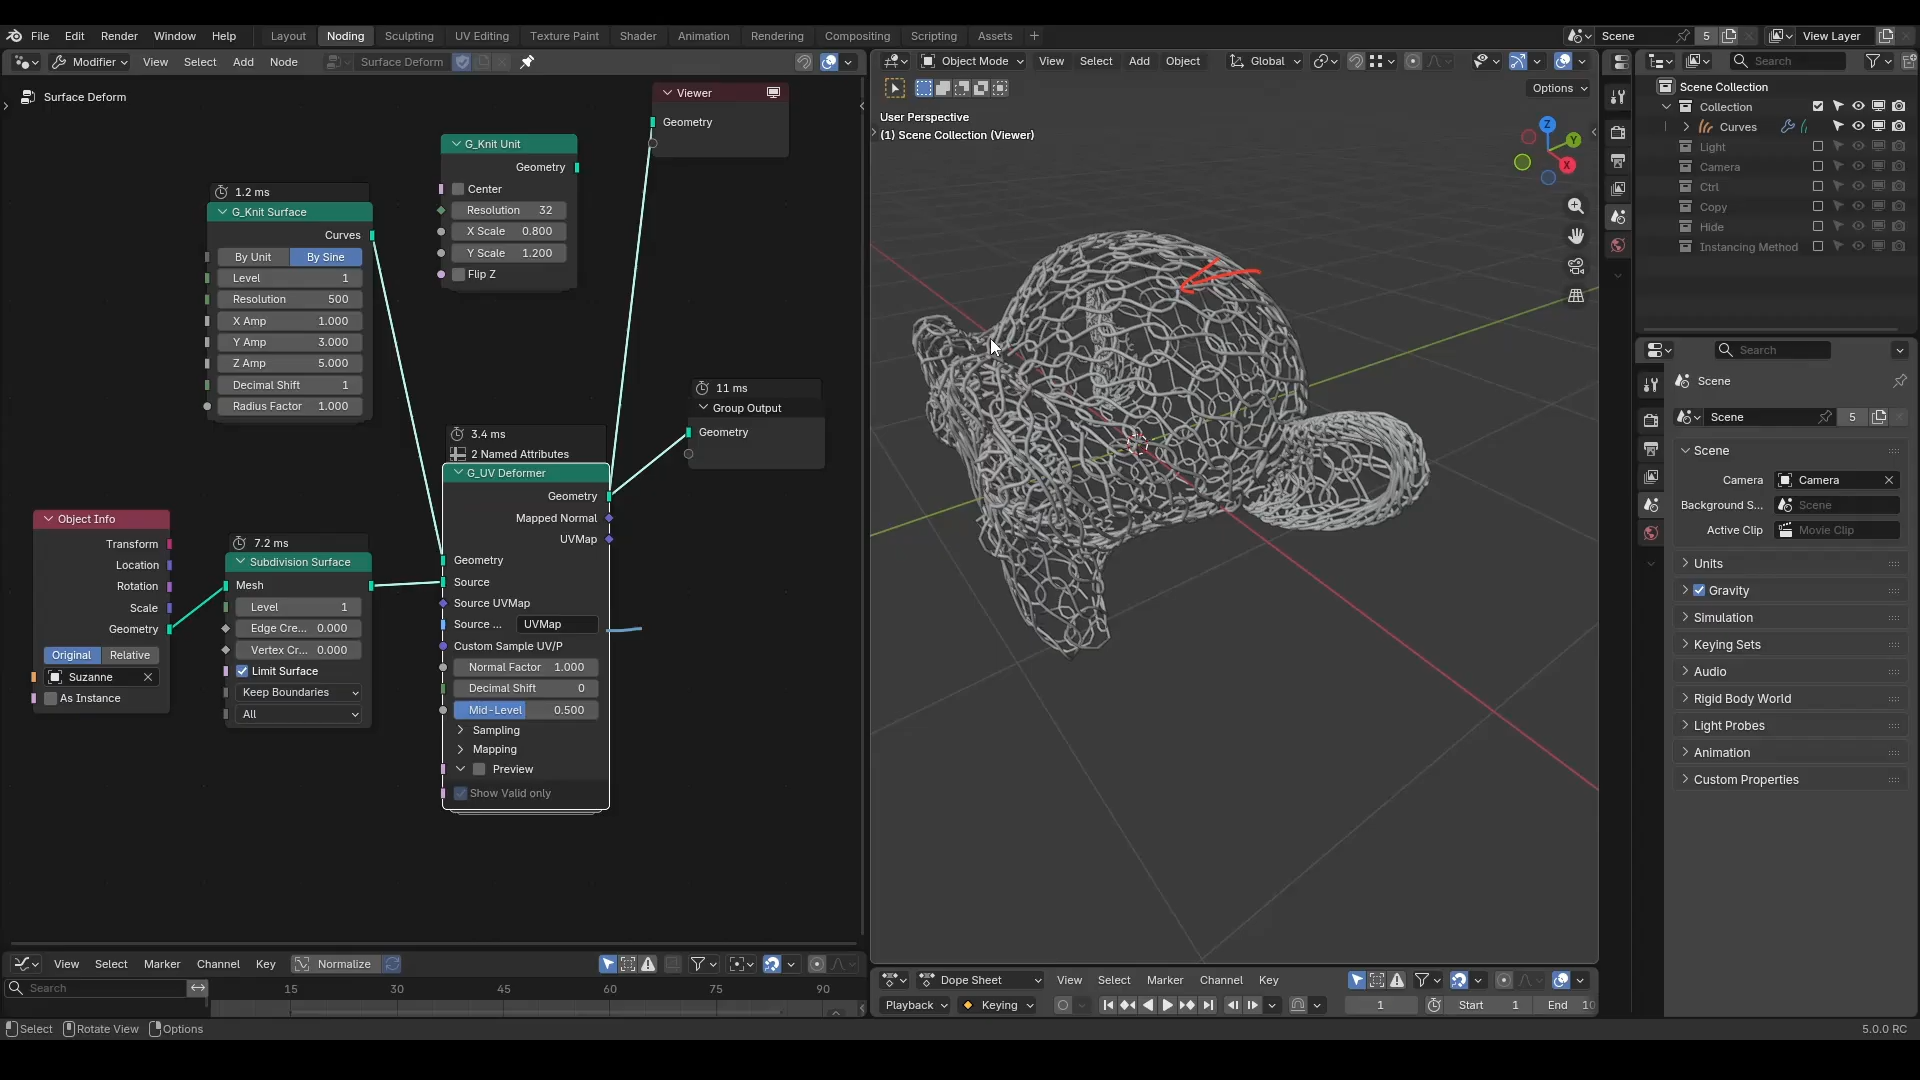 File Edit Render Window Help Layout Noding Sculpting UV Editing Texture Paint Shader Animation Rendering Compositing Scripting Assets + Scene 5 View Layer
Modifier View Select Add Node Surface Deform
Object Mode View Select Add Object Global
Search
Options
Surface Deform
User Perspective
(1) Scene Collection (Viewer)
Viewer
Geometry
G_Knit Unit
Geometry
Center
Resolution 32
X Scale 0.800
Y Scale 1.200
Flip Z
1.2 ms
G_Knit Surface
Curves
By Unit By Sine
Level 1
Resolution 500
X Amp 1.000
Y Amp 3.000
Z Amp 5.000
Decimal Shift 1
Radius Factor 1.000
11 ms
Group Output
Geometry
3.4 ms
2 Named Attributes
G_UV Deformer
Geometry
Mapped Normal
UVMap
Geometry
Source
Source UVMap
Source ... UVMap
Custom Sample UV/P
Normal Factor 1.000
Decimal Shift 0
Mid-Level 0.500
Sampling
Mapping
Preview
Show Valid only
Object Info
Transform
Location
Rotation
Scale
Geometry
Original Relative
Suzanne
As Instance
7.2 ms
Subdivision Surface
Mesh
Level 1
Edge Cre... 0.000
Vertex Cr... 0.000
Limit Surface
Keep Boundaries
All
Z
Y
X
Scene Collection
Collection
Curves
Light
Camera
Ctrl
Copy
Hide
Instancing Method
Search
Scene
Scene 5
Scene
Camera Camera
Background S... Scene
Active Clip Movie Clip
Units
Gravity
Simulation
Keying Sets
Audio
Rigid Body World
Light Probes
Animation
Custom Properties
View Select Marker Channel Key Normalize
Search
15 30 45 60 75 90
Dope Sheet View Select Marker Channel Key
Playback Keying 1 Start 1 End 10
Select Rotate View Options
5.0.0 RC